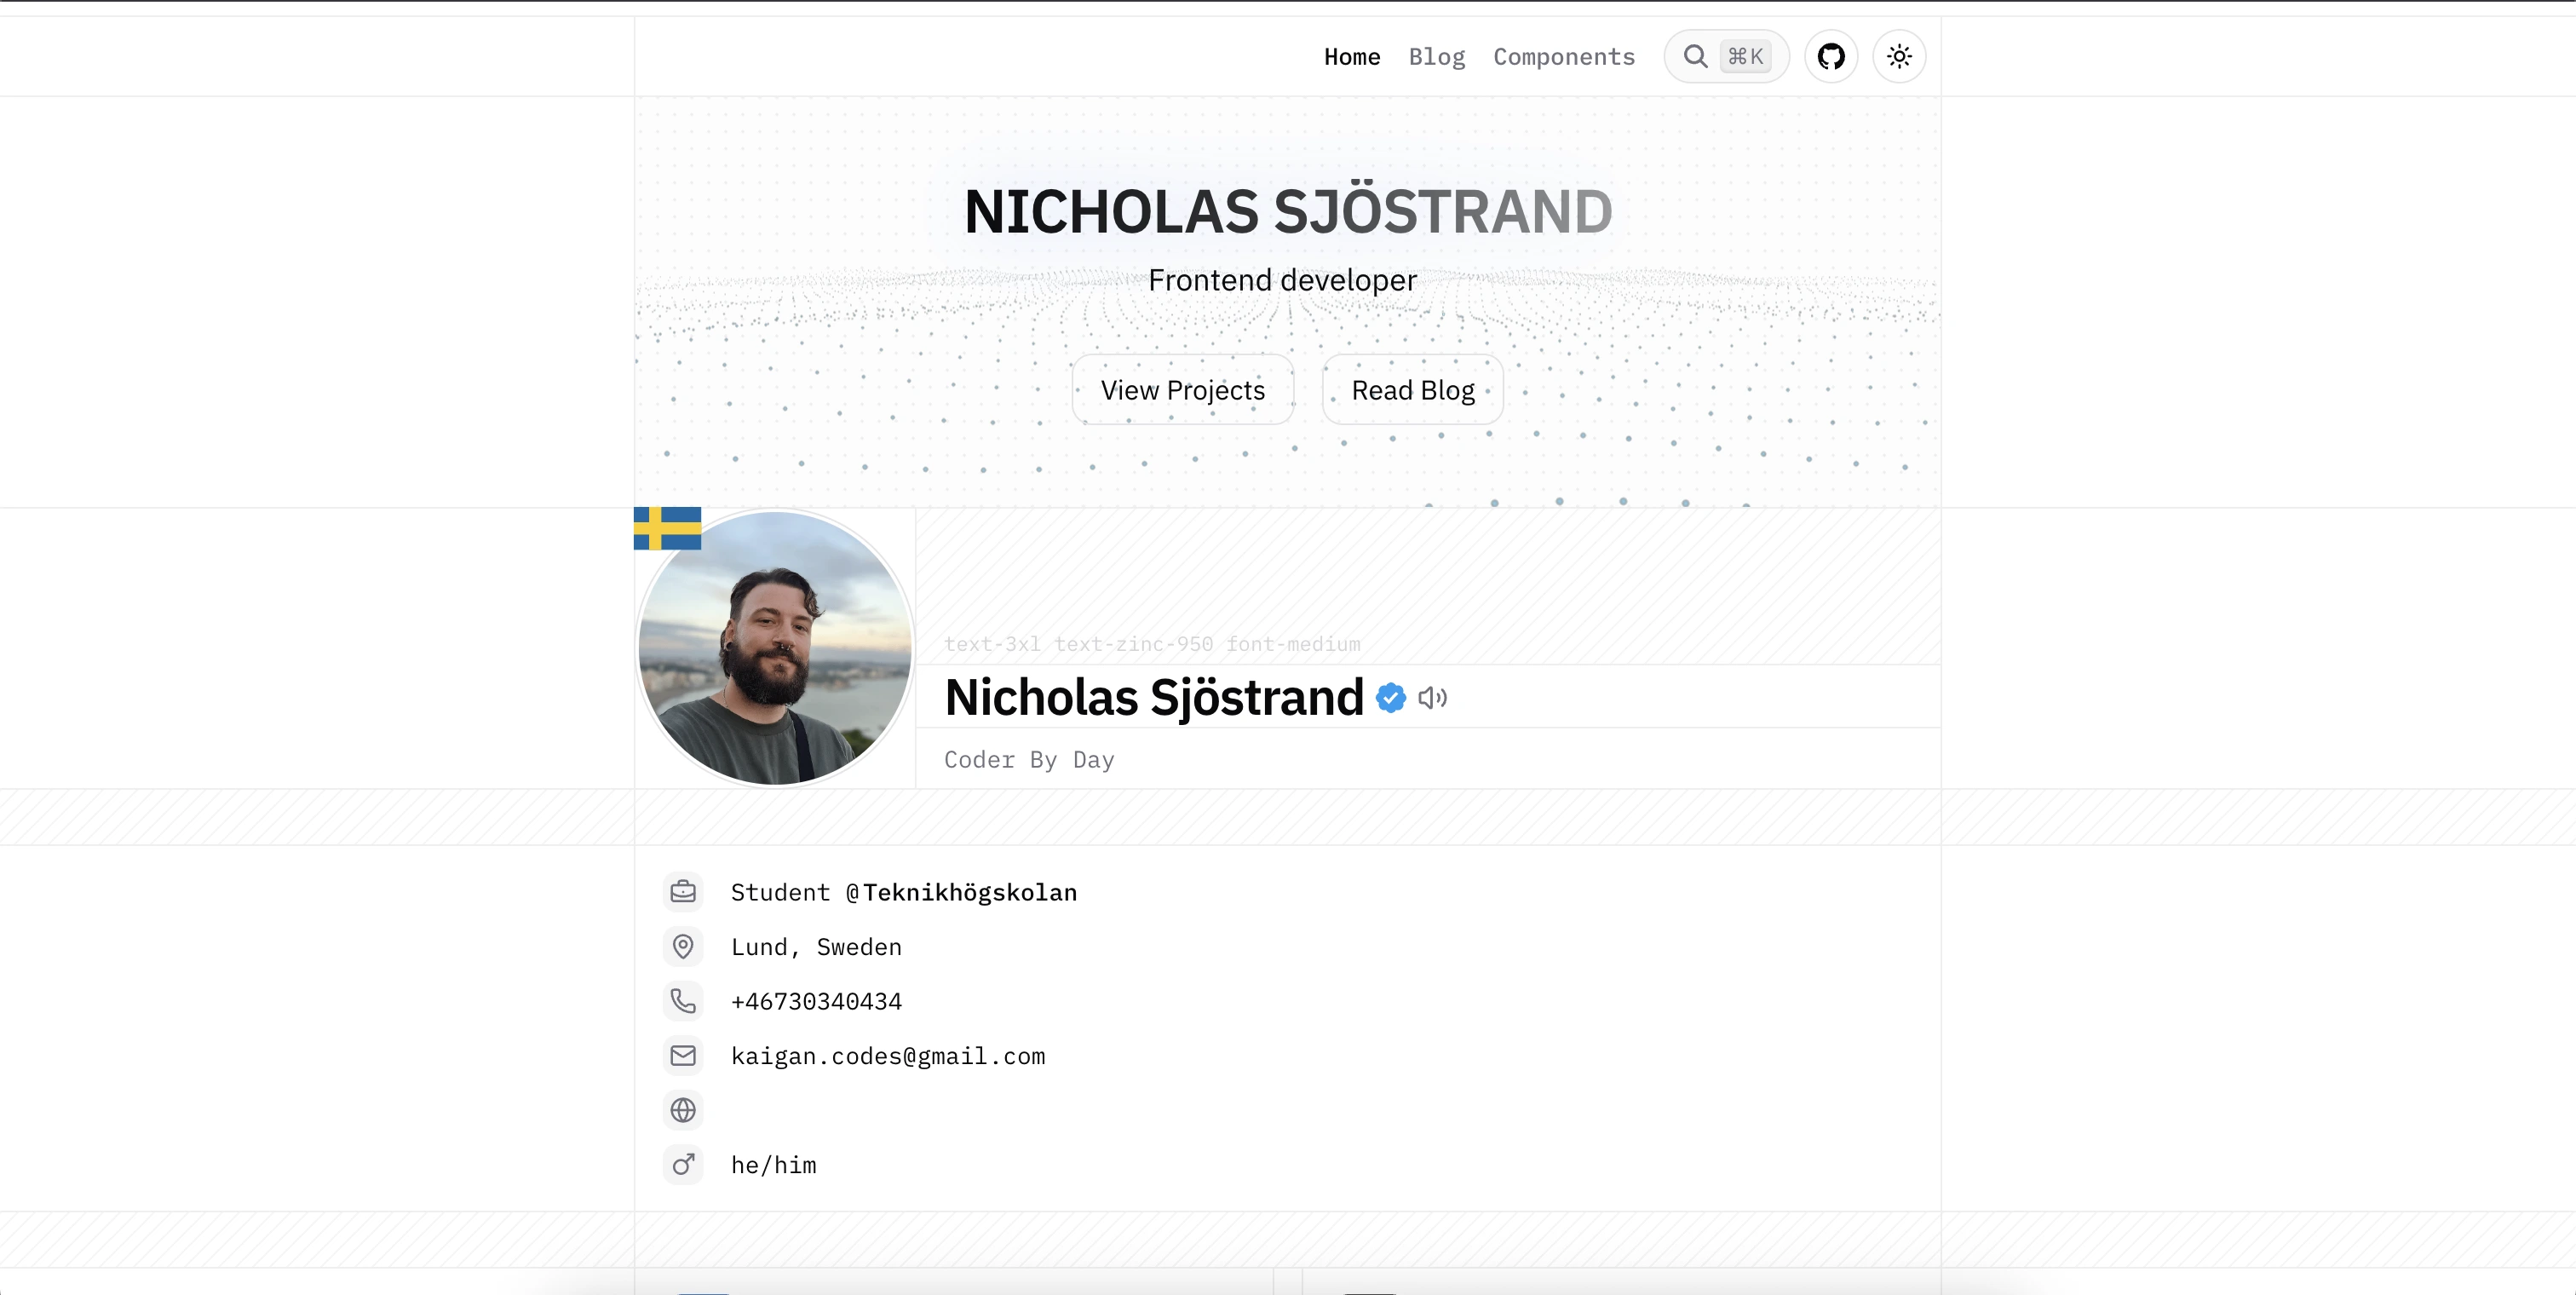 Home Blog Components ⌘K
NICHOLAS SJÖSTRAND
Frontend developer
View Projects Read Blog
text-3xl text-zinc-950 font-medium
Nicholas Sjöstrand
Coder By Day
Student @Teknikhögskolan
Lund, Sweden
+46730340434
kaigan.codes@gmail.com
he/him